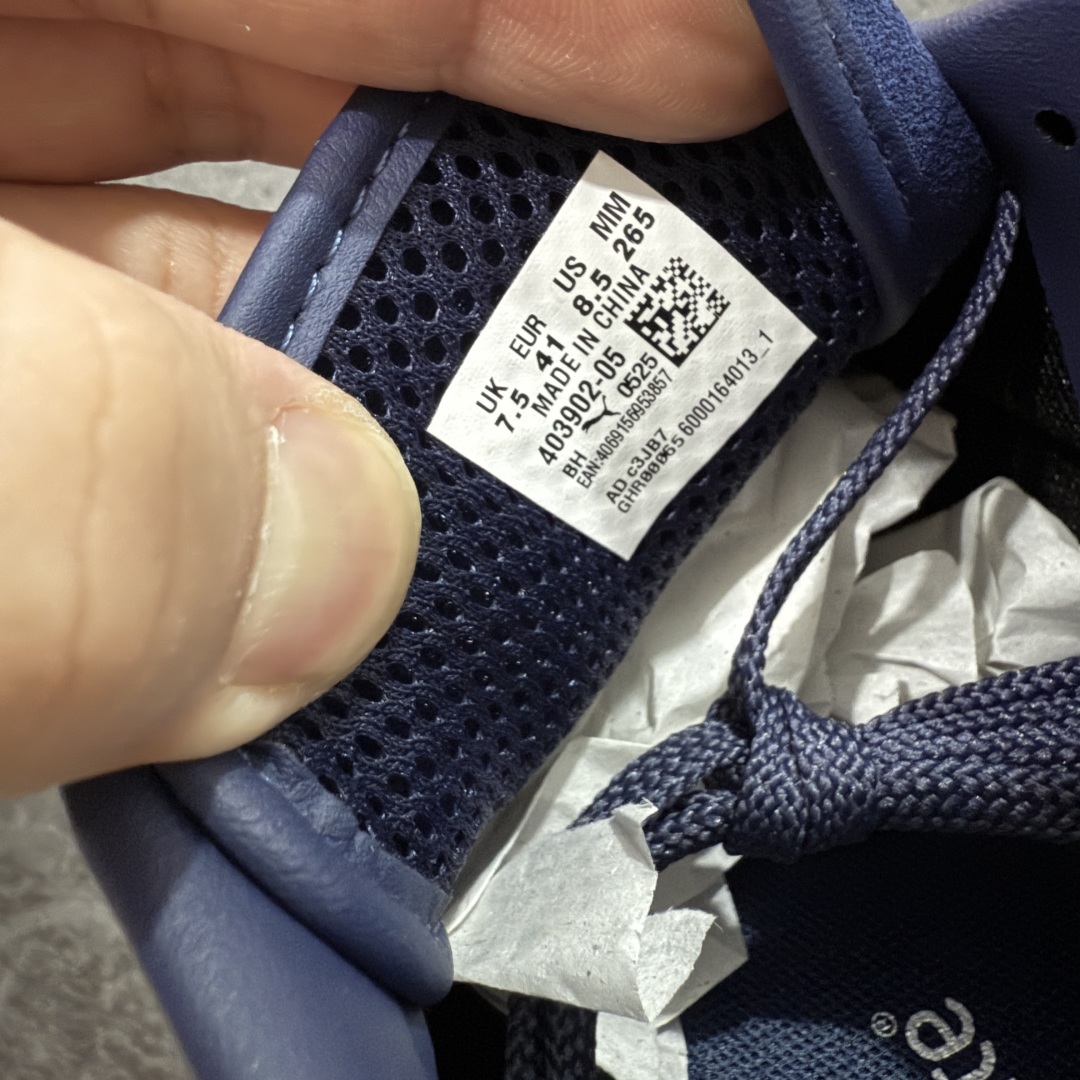 UK EUR US MM
7.5 41 8.5 265
MADE IN CHINA
403902-05
BH 0525
EAN:4069156953857
AD c3JB7
GHR00065 6000164013_1